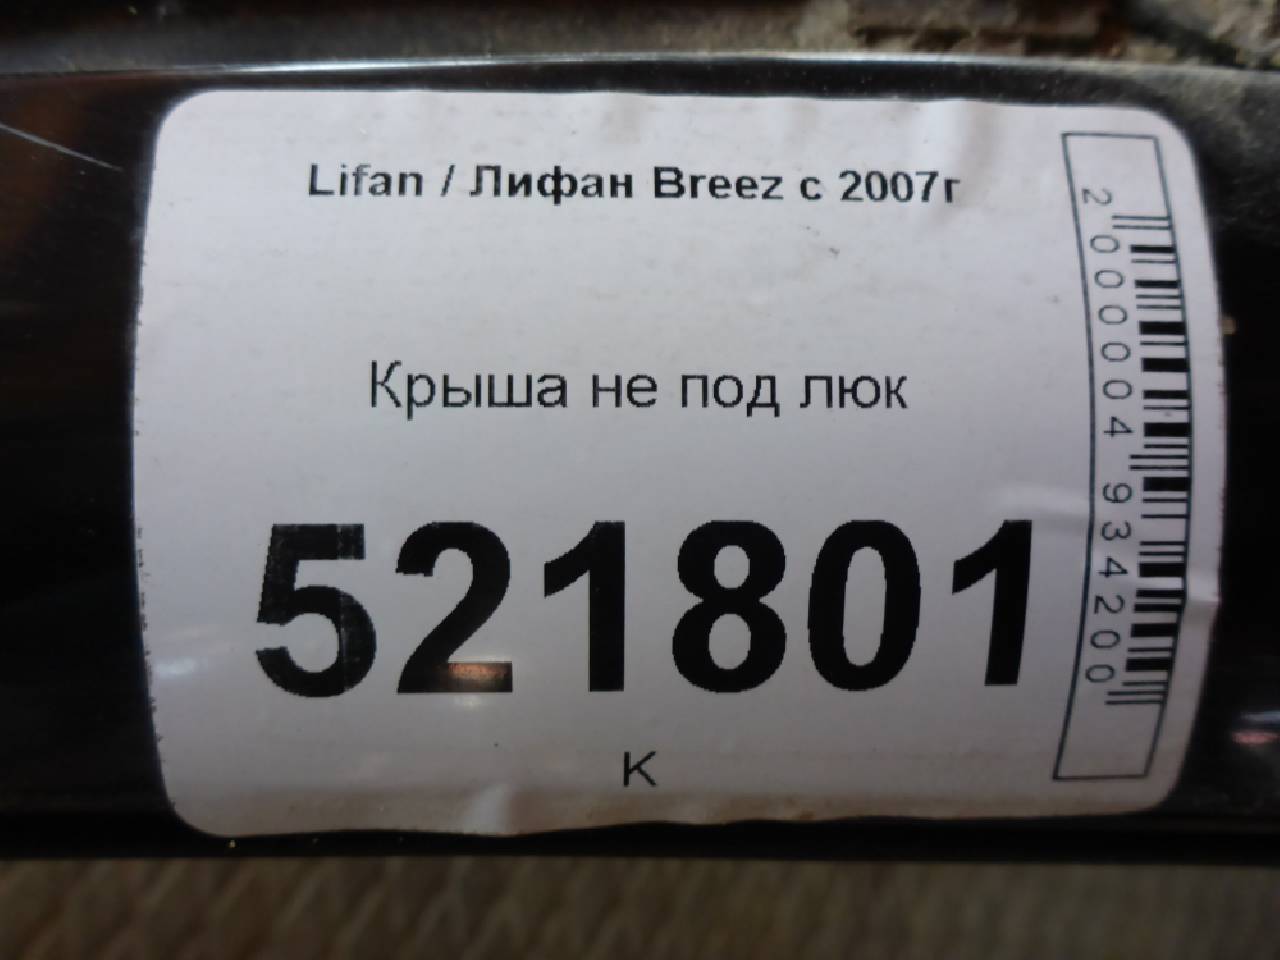 Lifan / Лифан Breez с 2007г
Крыша не под люк
521801
К
2000004934200